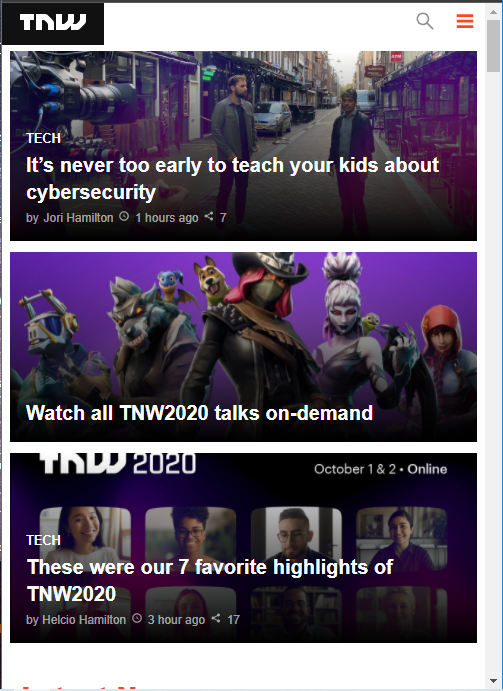 TNW
TECH
It's never too early to teach your kids about
cybersecurity
by Jori Hamilton 1 hours ago 7
Watch all TNW2020 talks on-demand
TNW 2020
October 1 & 2 • Online
TECH
These were our 7 favorite highlights of
TNW2020
by Helcio Hamilton 3 hour ago 17